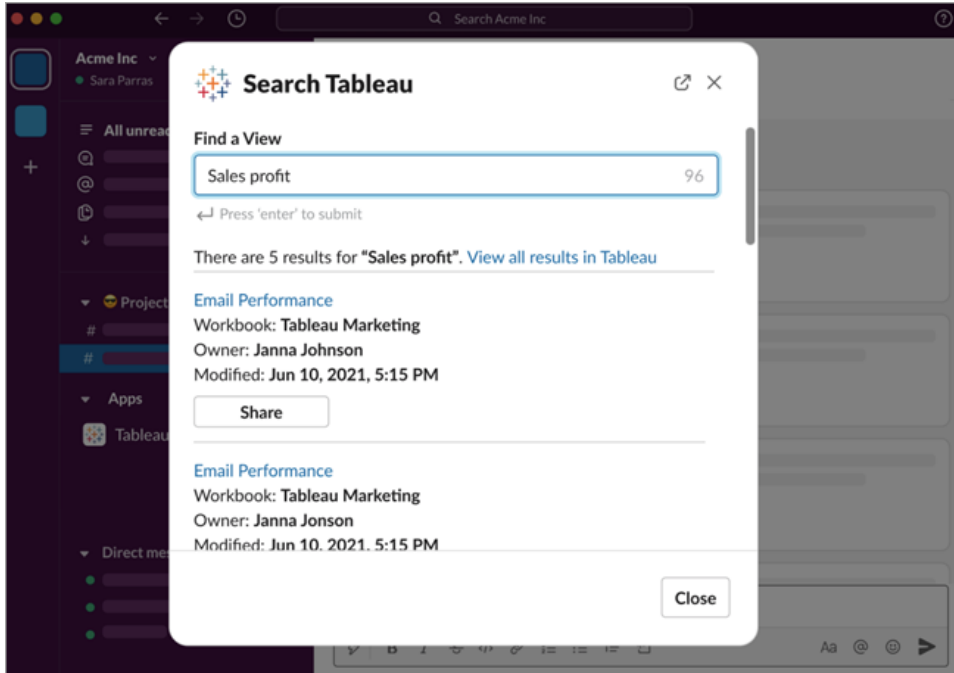 Search Acme Inc
Acme Inc
Sara Parras
All unread
Project
Apps
Tableau
Direct mes
Search Tableau
Find a View
Sales profit 96
Press 'enter' to submit
There are 5 results for “Sales profit”. View all results in Tableau
Email Performance
Workbook: Tableau Marketing
Owner: Janna Johnson
Modified: Jun 10, 2021, 5:15 PM
Share
Email Performance
Workbook: Tableau Marketing
Owner: Janna Jonson
Modified: Jun 10, 2021, 5:15 PM
Close
B I S Aa @